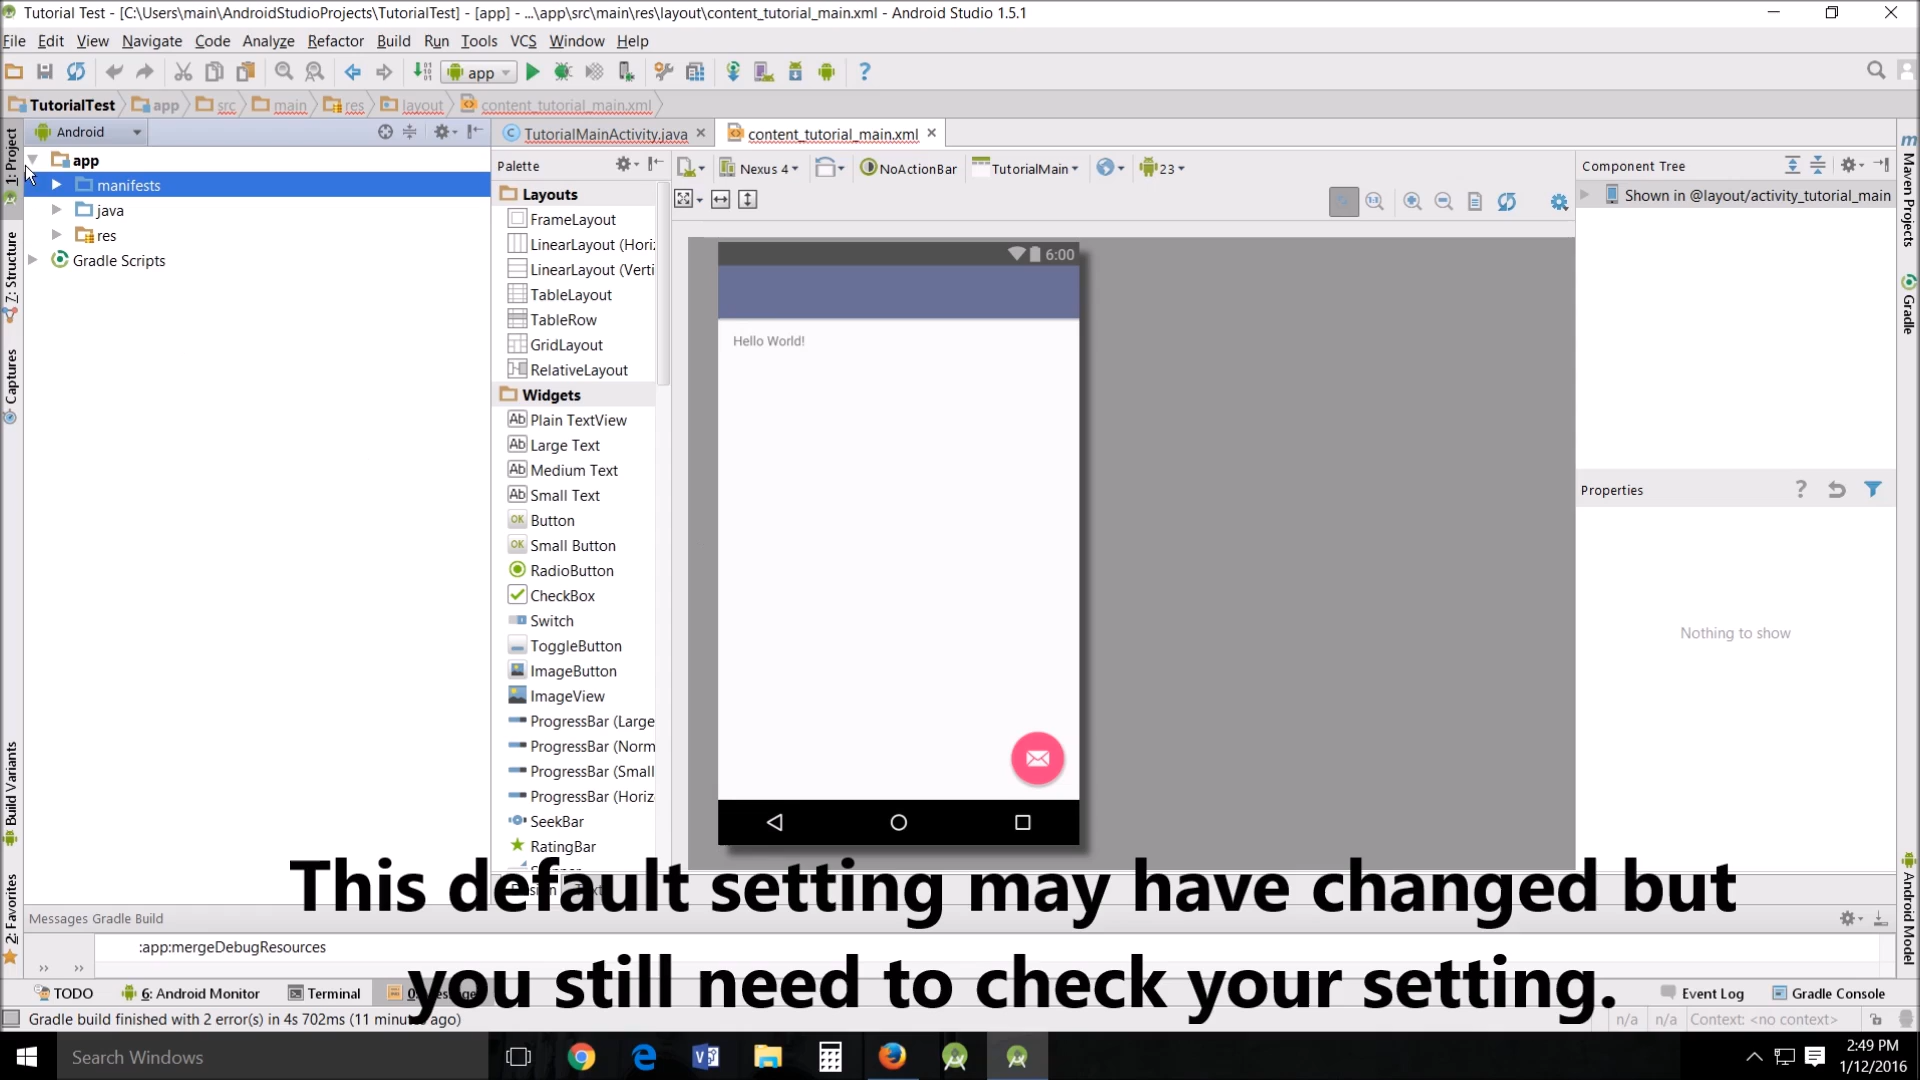 Tutorial Test - [C:\Users\main\AndroidStudioProjects\TutorialTest] - [app] - ...\app\src\main\res\layout\content_tutorial_main.xml - Android Studio 1.5.1
File Edit View Navigate Code Analyze Refactor Build Run Tools VCS Window Help
app
TutorialTest app src main res layout content_tutorial_main.xml
Android
TutorialMainActivity.java content_tutorial_main.xml
1: Project
7: Structure
Captures
Build Variants
2: Favorites
app
manifests
java
res
Gradle Scripts
Palette
Layouts
FrameLayout
LinearLayout (Hori:
LinearLayout (Verti
TableLayout
TableRow
GridLayout
RelativeLayout
Widgets
Plain TextView
Large Text
Medium Text
Small Text
Button
Small Button
RadioButton
CheckBox
Switch
ToggleButton
ImageButton
ImageView
ProgressBar (Large
ProgressBar (Norm
ProgressBar (Small
ProgressBar (Horiz
SeekBar
RatingBar
Nexus 4 NoActionBar TutorialMain 23
6:00
Hello World!
Component Tree
Shown in @layout/activity_tutorial_main
Properties
Nothing to show
Maven Projects
Gradle
Android Model
This default setting may have changed but
you still need to check your setting.
Messages Gradle Build
:app:mergeDebugResources
TODO 6: Android Monitor Terminal
Event Log Gradle Console
Gradle build finished with 2 error(s) in 4s 702ms (11 minutes ago)
n/a n/a Context: <no context>
Search Windows
2:49 PM
1/12/2016